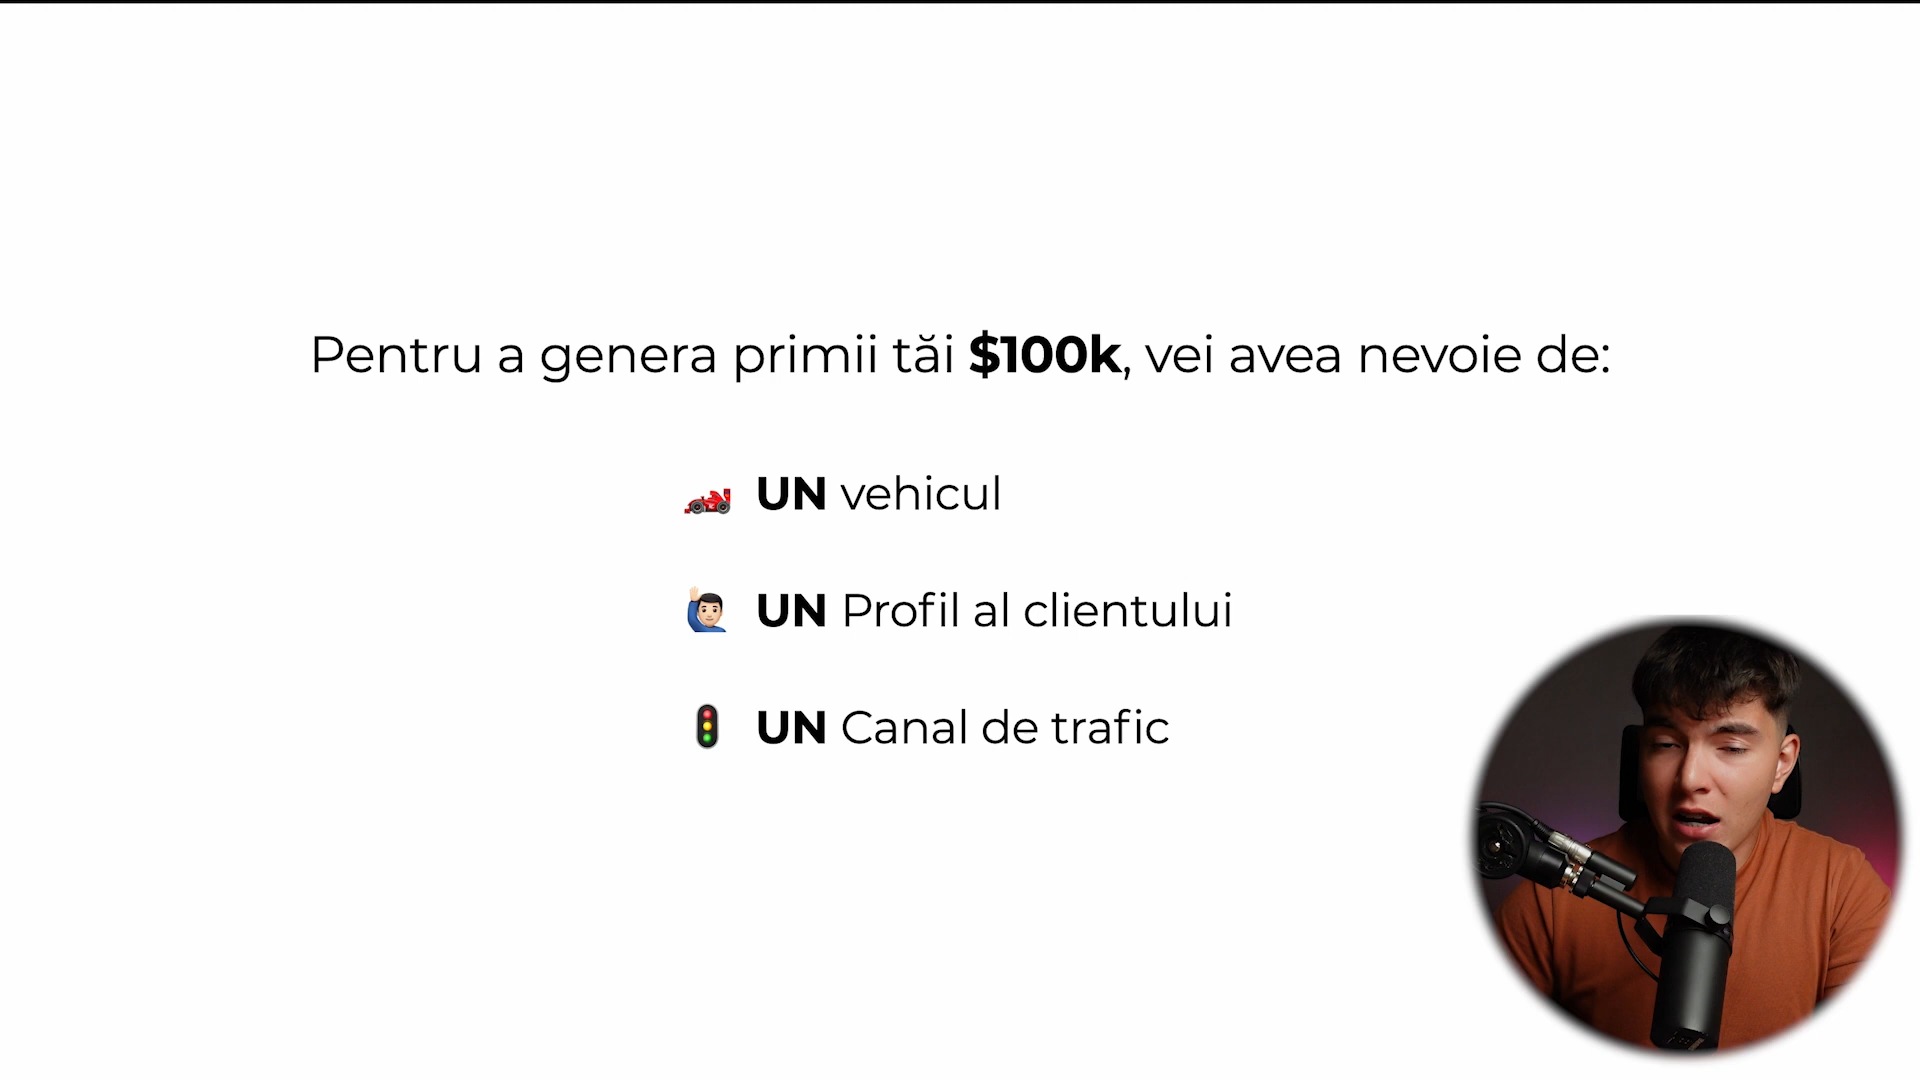 Pentru a genera primii tăi $100k, vei avea nevoie de:
UN vehicul
UN Profil al clientului
UN Canal de trafic